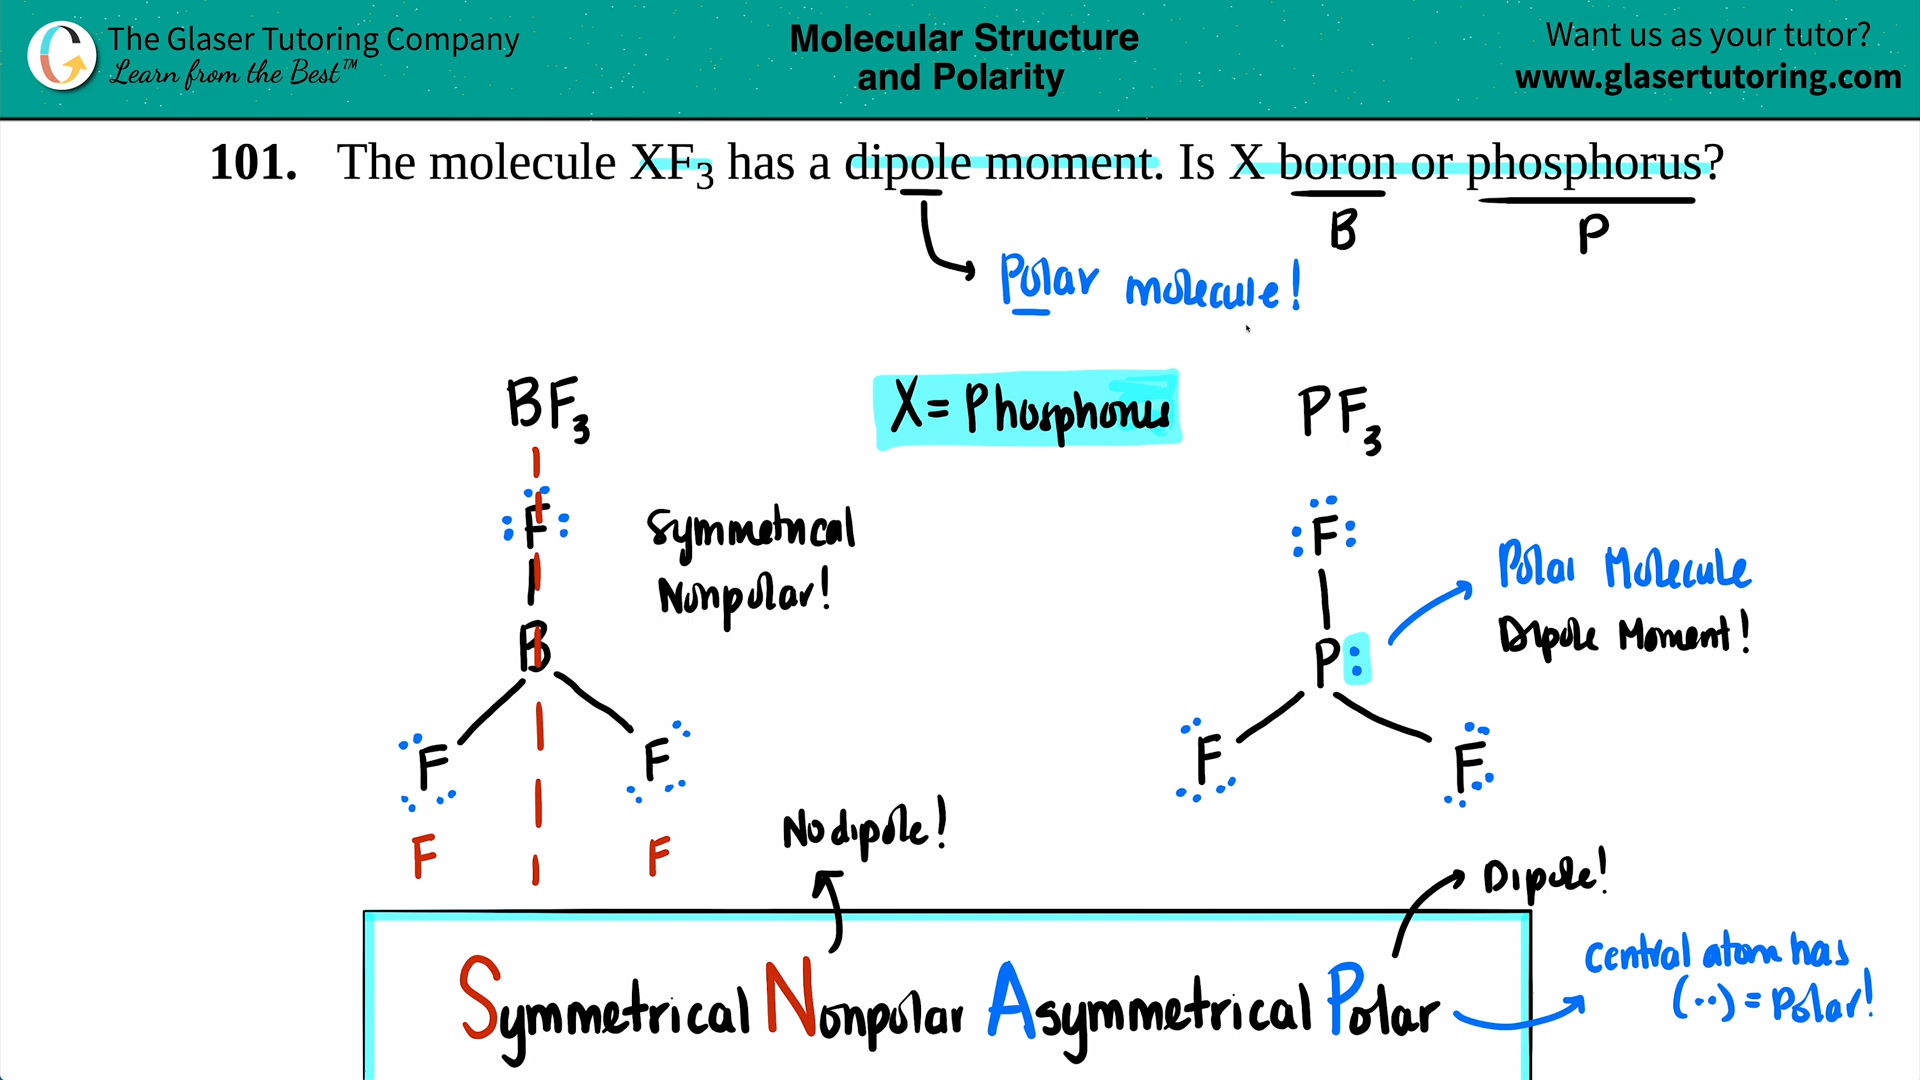 The Glaser Tutoring Company
Learn from the Best™
Molecular Structure
and Polarity
Want us as your tutor?
www.glasertutoring.com
101. The molecule XF₃ has a dipole moment. Is X boron or phosphorus?
B
P
Polar molecule!
BF₃
X = Phosphorus
PF₃
F
Symmetrical
Nonpolar!
B
F F
F F
F
Polar Molecule
Dipole Moment!
P:
F F
No dipole!
Dipole!
Symmetrical Nonpolar Asymmetrical Polar
central atom has
(··) = Polar!